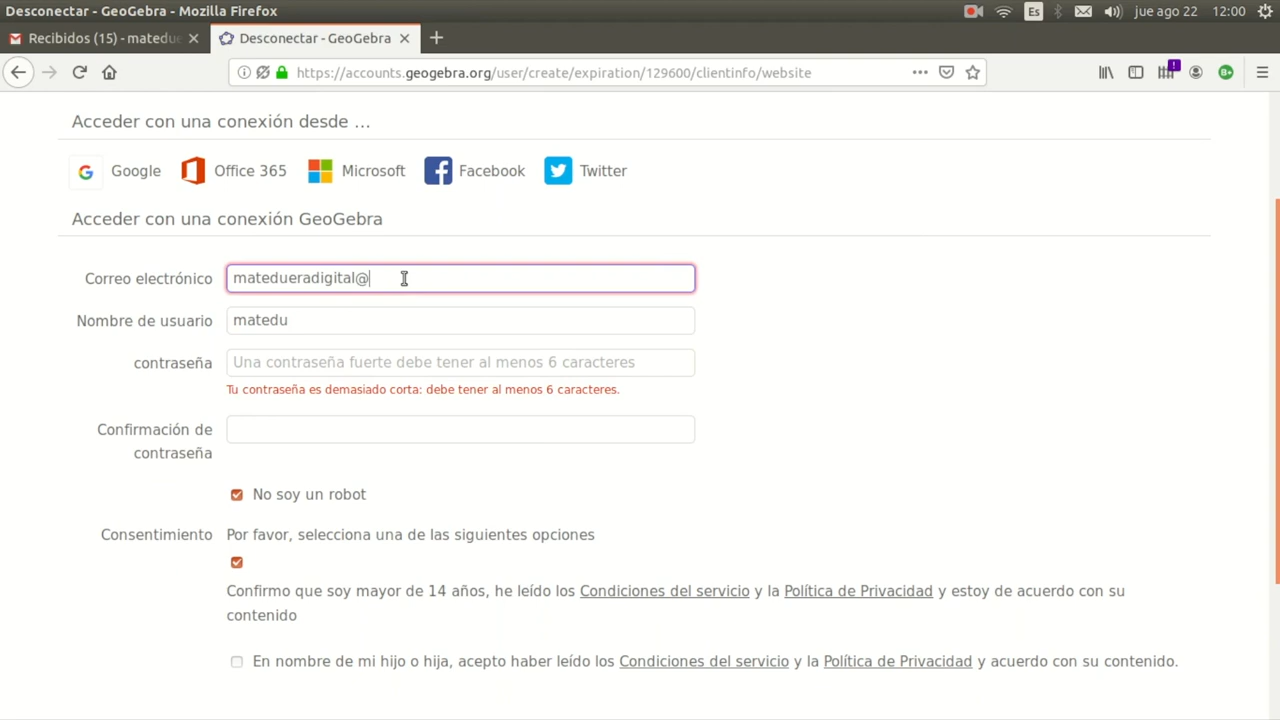 Desconectar - GeoGebra - Mozilla Firefox
Es
jue ago 22
12:00
Recibidos (15) - matedue
Desconectar - GeoGebra
https://accounts.geogebra.org/user/create/expiration/129600/clientinfo/website
Acceder con una conexión desde ...
Google
Office 365
Microsoft
Facebook
Twitter
Acceder con una conexión GeoGebra
Correo electrónico
matedueradigital@
Nombre de usuario
matedu
contraseña
Una contraseña fuerte debe tener al menos 6 caracteres
Tu contraseña es demasiado corta: debe tener al menos 6 caracteres.
Confirmación de
contraseña
No soy un robot
Consentimiento
Por favor, selecciona una de las siguientes opciones
Confirmo que soy mayor de 14 años, he leído los Condiciones del servicio y la Política de Privacidad y estoy de acuerdo con su
contenido
En nombre de mi hijo o hija, acepto haber leído los Condiciones del servicio y la Política de Privacidad y acuerdo con su contenido.